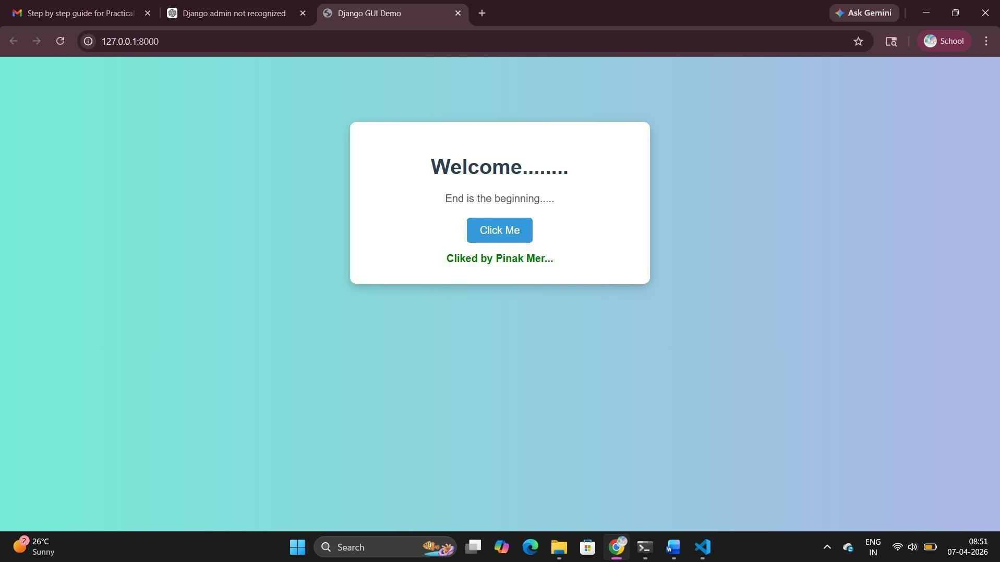 Step by step guide for Practical
Django admin not recognized
Django GUI Demo
Ask Gemini
127.0.0.1:8000
School
Welcome........
End is the beginning.....
Click Me
Cliked by Pinak Mer...
2
26°C
Sunny
Search
ENG
IN
08:51
07-04-2026